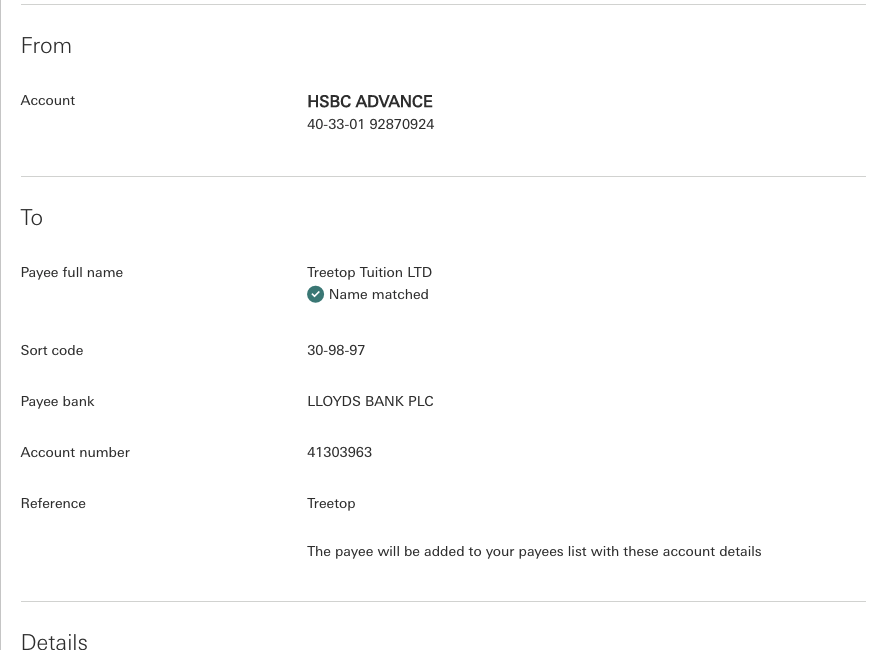 From
Account
HSBC ADVANCE
40-33-01 92870924
To
Payee full name
Treetop Tuition LTD
Name matched
Sort code
30-98-97
Payee bank
LLOYDS BANK PLC
Account number
41303963
Reference
Treetop
The payee will be added to your payees list with these account details
Details